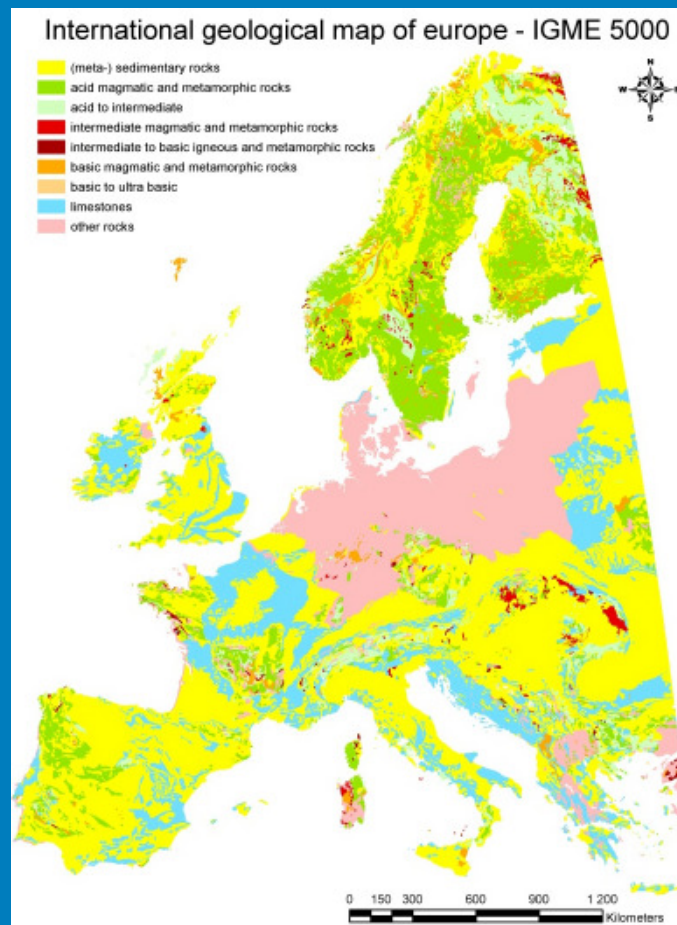 International geological map of europe - IGME 5000
(meta-) sedimentary rocks
acid magmatic and metamorphic rocks
acid to intermediate
intermediate magmatic and metamorphic rocks
intermediate to basic igneous and metamorphic rocks
basic magmatic and metamorphic rocks
basic to ultra basic
limestones
other rocks
N
W
E
S
0 150 300 600 900 1 200
Kilometers